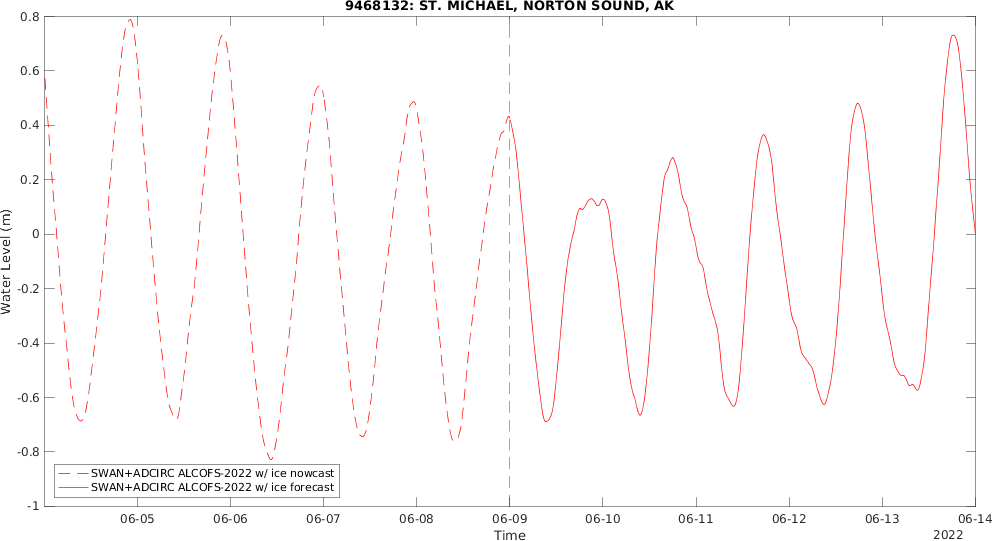 9468132: ST. MICHAEL, NORTON SOUND, AK
0.8
0.6
0.4
0.2
0
-0.2
-0.4
-0.6
-0.8
-1
Water Level (m)
SWAN+ADCIRC ALCOFS-2022 w/ ice nowcast
SWAN+ADCIRC ALCOFS-2022 w/ ice forecast
06-05 06-06 06-07 06-08 06-09 06-10 06-11 06-12 06-13 06-14
Time
2022